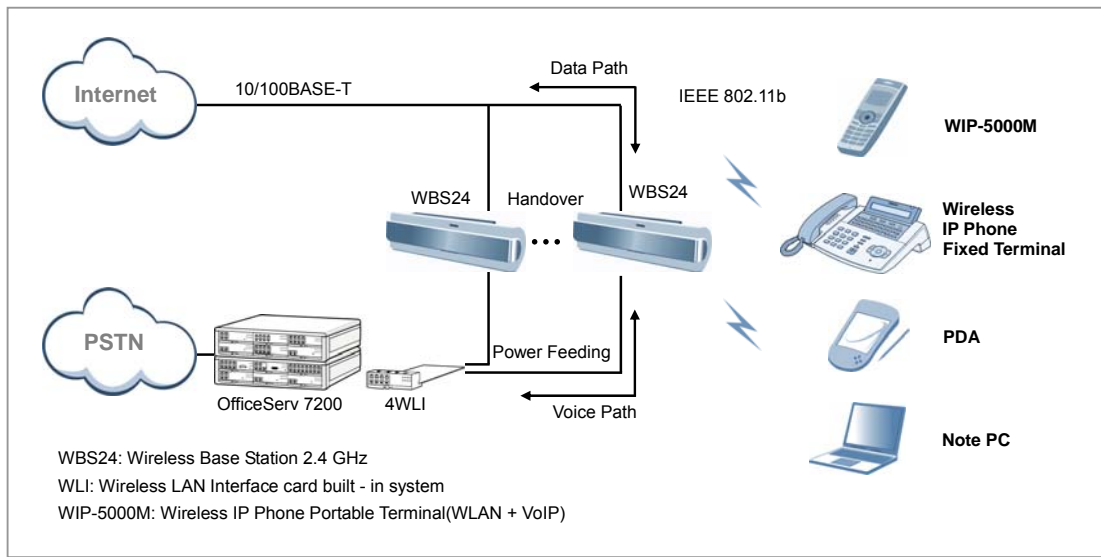 Internet
10/100BASE-T
Data Path
IEEE 802.11b
WIP-5000M
WBS24
Handover
WBS24
Wireless
IP Phone
Fixed Terminal
PSTN
OfficeServ 7200
4WLI
Power Feeding
Voice Path
PDA
Note PC
WBS24: Wireless Base Station 2.4 GHz
WLI: Wireless LAN Interface card built - in system
WIP-5000M: Wireless IP Phone Portable Terminal(WLAN + VoIP)